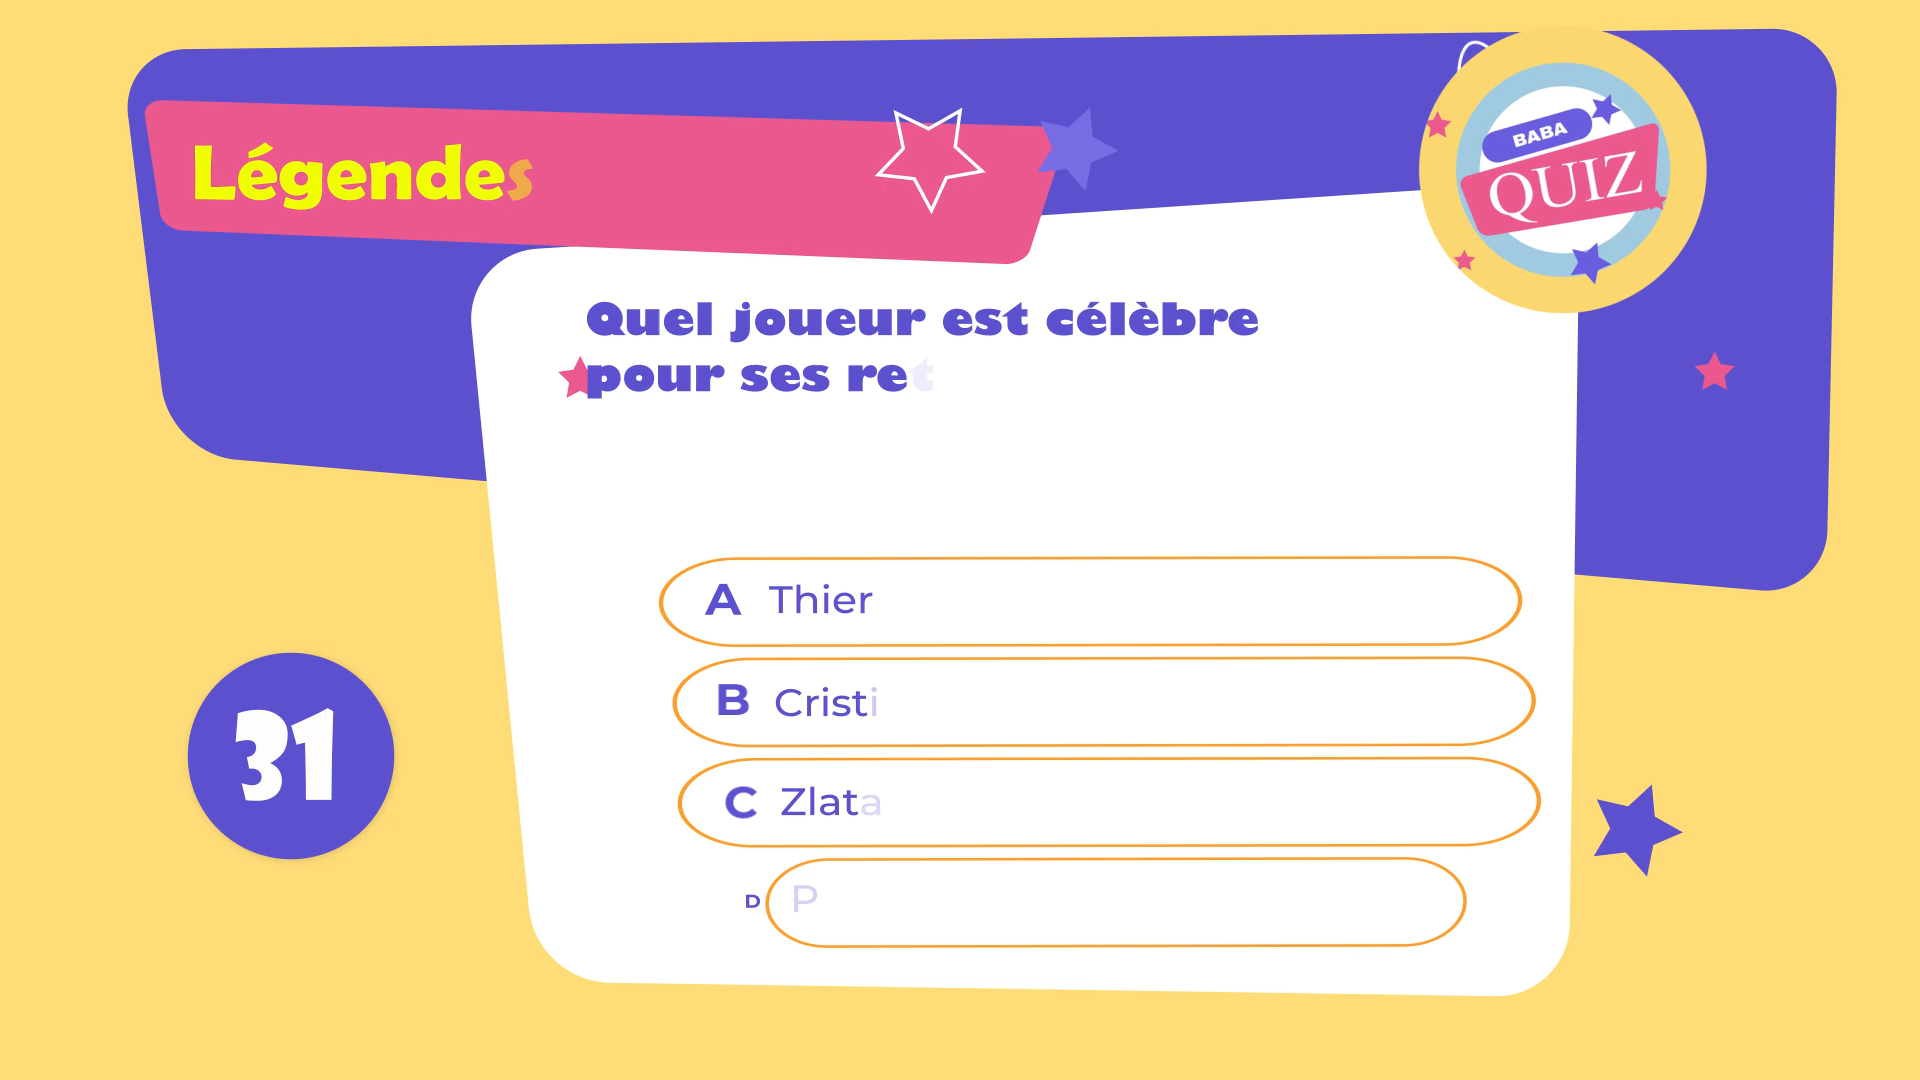 Légendes
BABA
QUIZ
Quel joueur est célèbre
pour ses ret
A Thier
B Cristi
C Zlata
D P
31